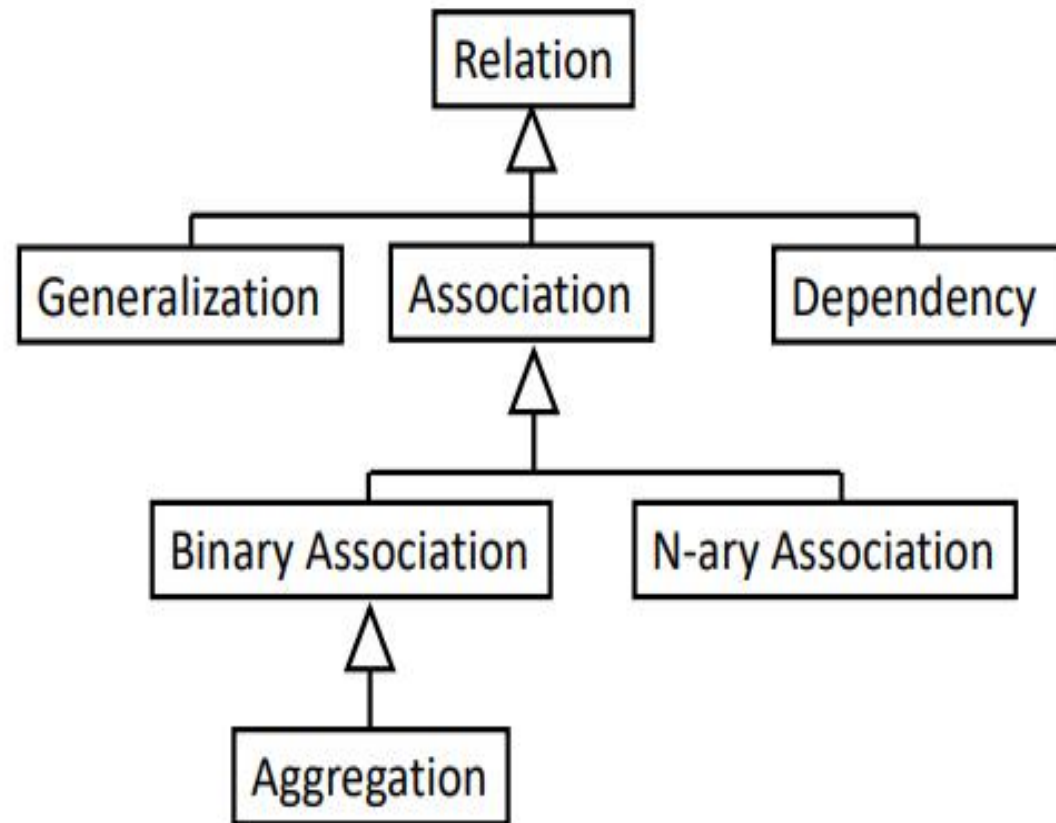 Relation
Generalization
Association
Dependency
Binary Association
N-ary Association
Aggregation